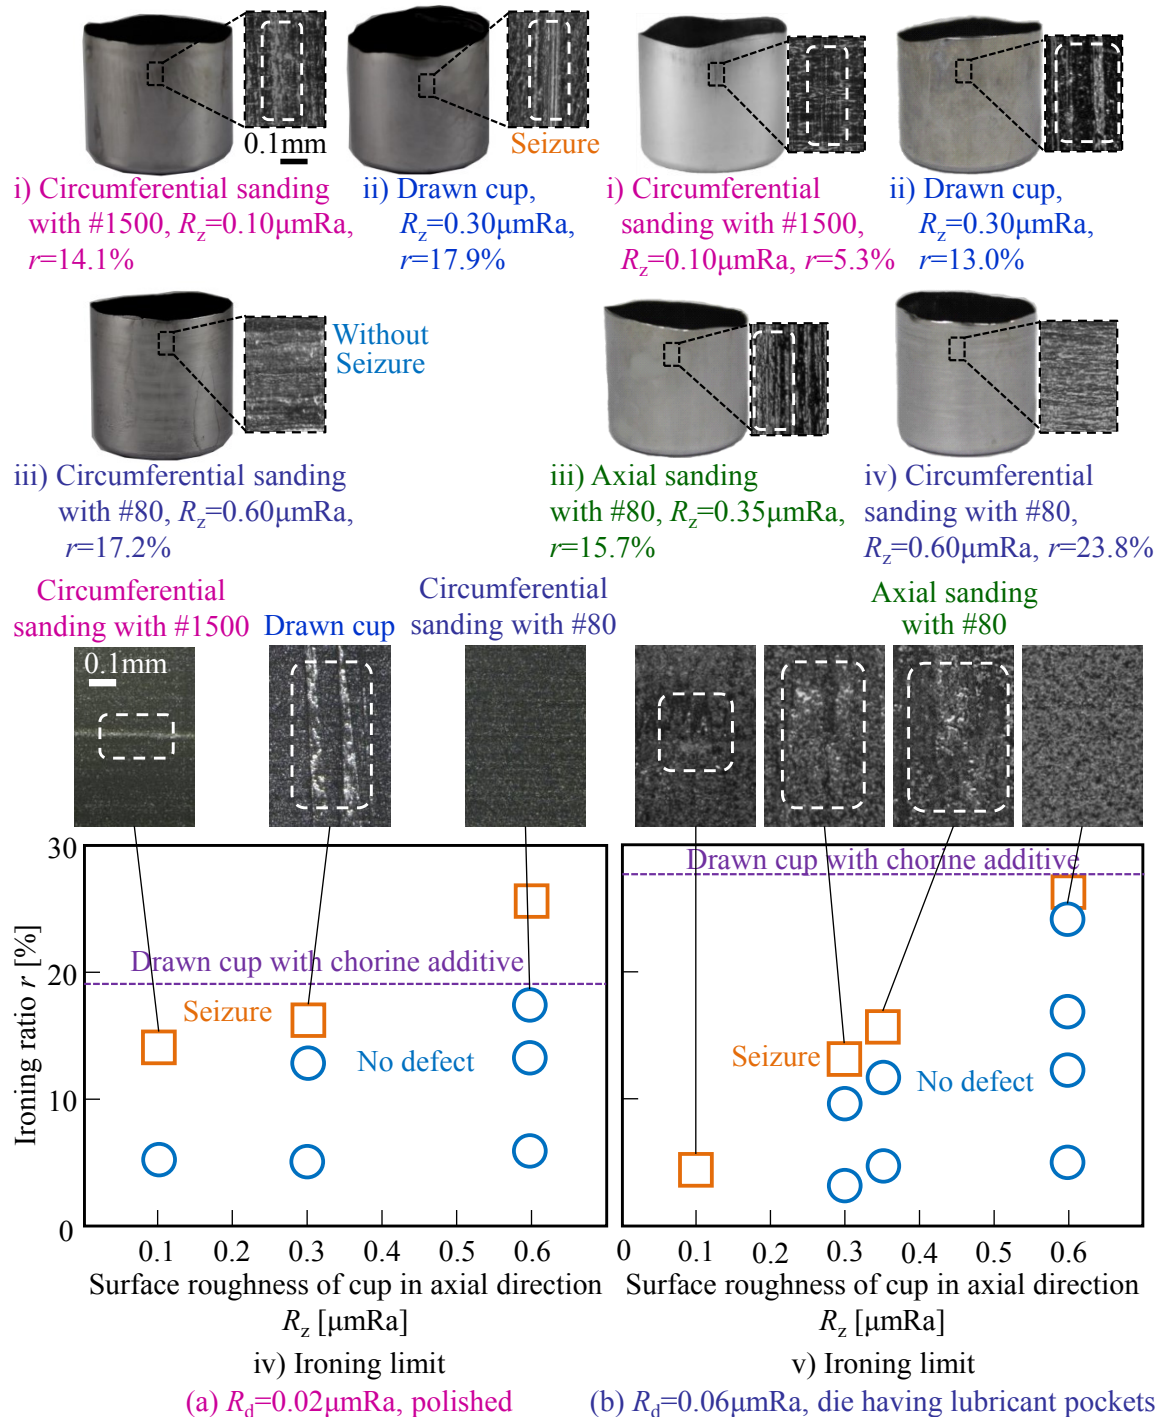 0.1mm
Seizure
i) Circumferential sanding
with #1500, Rz=0.10μmRa,
r=14.1%
ii) Drawn cup,
Rz=0.30μmRa,
r=17.9%
i) Circumferential
sanding with #1500,
Rz=0.10μmRa, r=5.3%
ii) Drawn cup,
Rz=0.30μmRa,
r=13.0%
Without
Seizure
iii) Circumferential sanding
with #80, Rz=0.60μmRa,
r=17.2%
iii) Axial sanding
with #80, Rz=0.35μmRa,
r=15.7%
iv) Circumferential
sanding with #80,
Rz=0.60μmRa, r=23.8%
Circumferential
sanding with #1500
Drawn cup
Circumferential
sanding with #80
Axial sanding
with #80
0.1mm
30
20
10
0
Ironing ratio r [%]
Drawn cup with chorine additive
Seizure
No defect
0.1 0.2 0.3 0.4 0.5 0.6
Surface roughness of cup in axial direction
Rz [μmRa]
iv) Ironing limit
(a) Rd=0.02μmRa, polished
Drawn cup with chorine additive
Seizure
No defect
0 0.1 0.2 0.3 0.4 0.5 0.6
Surface roughness of cup in axial direction
Rz [μmRa]
v) Ironing limit
(b) Rd=0.06μmRa, die having lubricant pockets